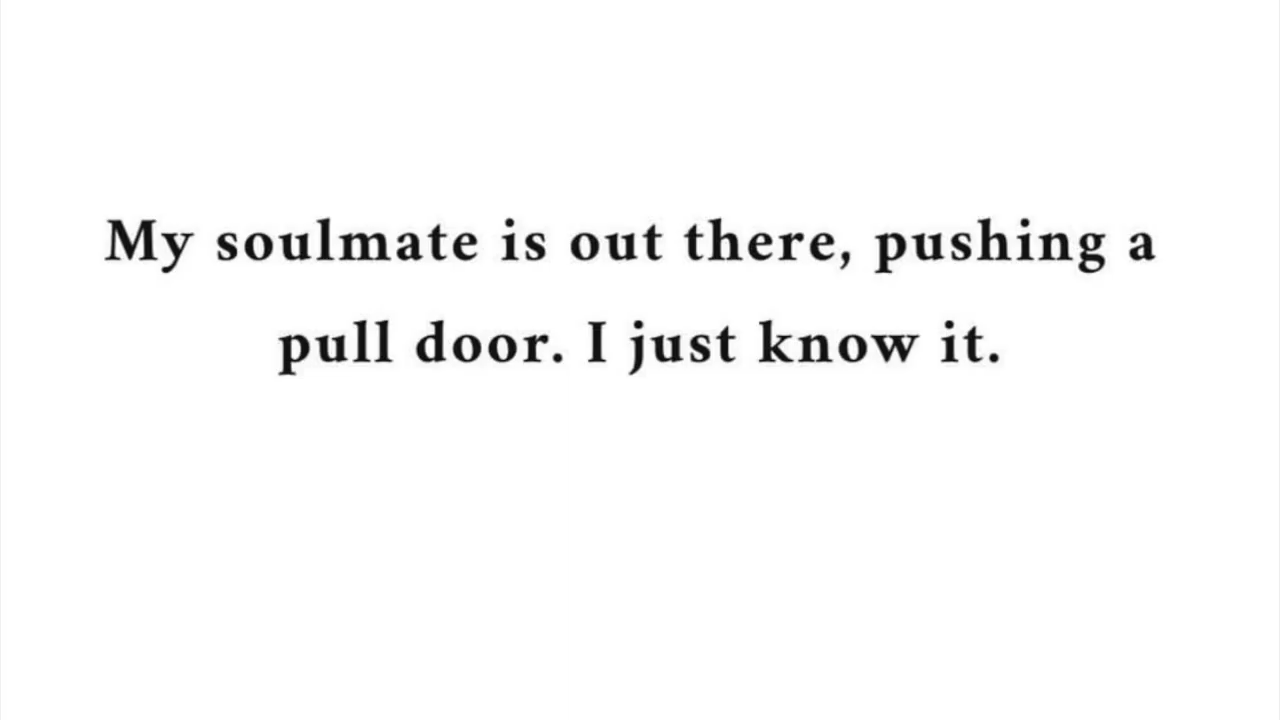 My soulmate is out there, pushing a
pull door. I just know it.